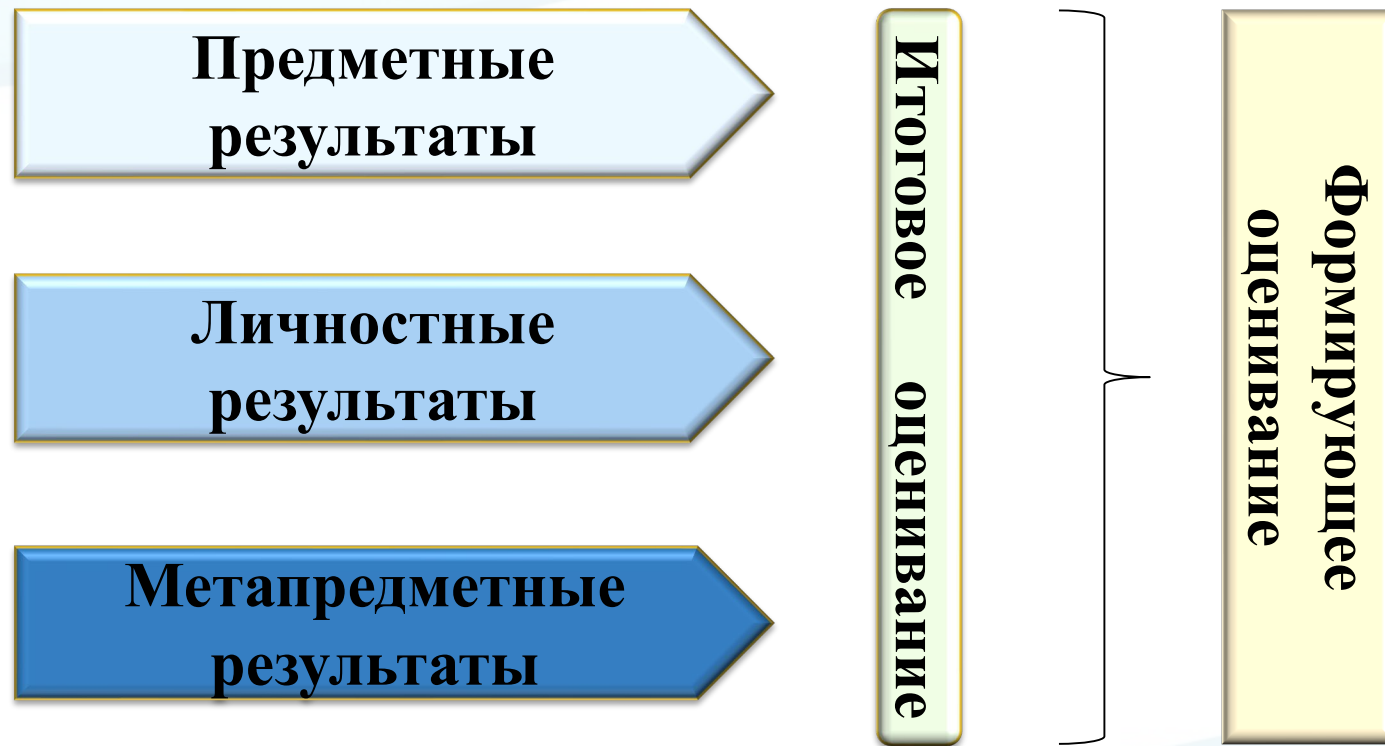 Предметные
результаты
Личностные
результаты
Метапредметные
результаты
Итоговое оценивание
Формирующее
оценивание